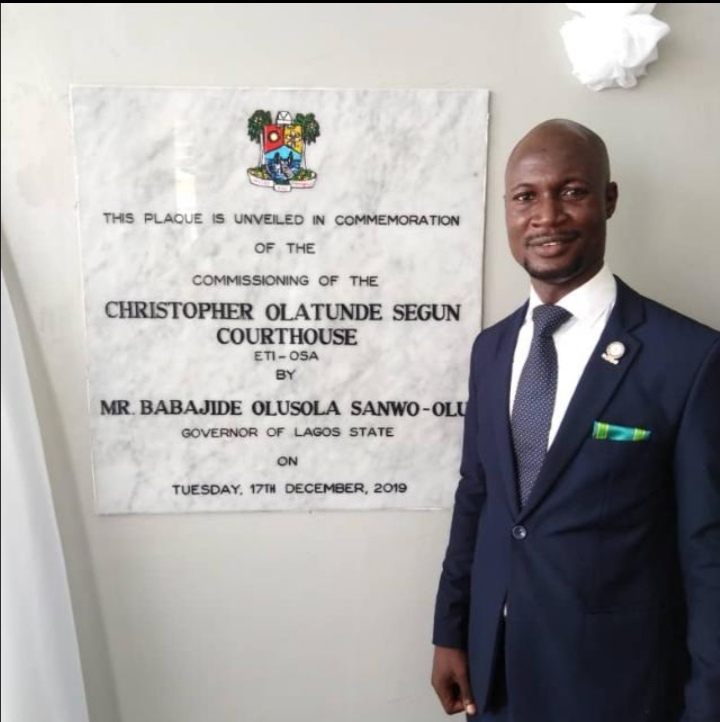 THIS PLAQUE IS UNVEILED IN COMMEMORATION
OF THE
COMMISSIONING OF THE
CHRISTOPHER OLATUNDE SEGUN
COURTHOUSE
ETI-OSA
BY
MR. BABAJIDE OLUSOLA SANWO-OLU
GOVERNOR OF LAGOS STATE
ON
TUESDAY, 17TH DECEMBER, 2019